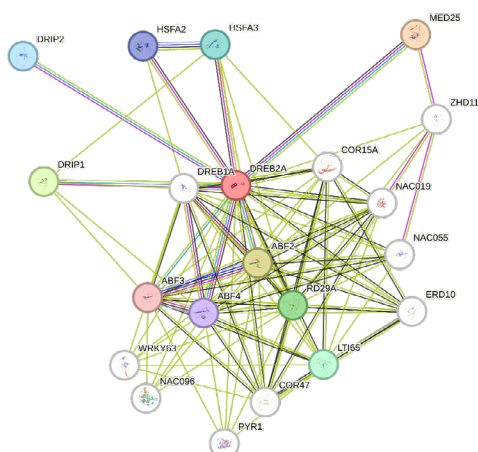 DRIP2
HSFA2
HSFA3
MED25
ZHD11
COR15A
DREB2A
DREB1A
DRIP1
NAC019
NAC055
ABF2
ABF3
ABF4
RD29A
ERD10
WRKY63
LTI65
NAC096
COR47
PYR1